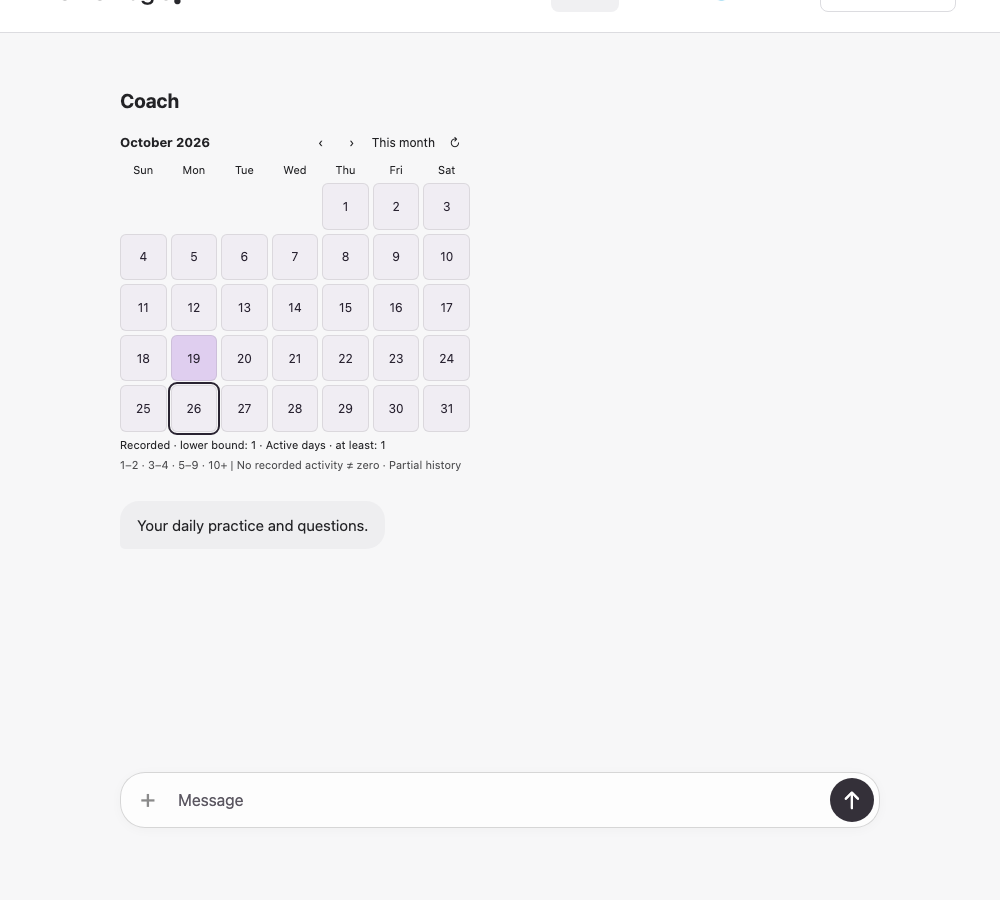 Coach
October 2026 ‹ › This month ↻
Sun Mon Tue Wed Thu Fri Sat
1 2 3
4 5 6 7 8 9 10
11 12 13 14 15 16 17
18 19 20 21 22 23 24
25 26 27 28 29 30 31
Recorded · lower bound: 1 · Active days · at least: 1
1–2 · 3–4 · 5–9 · 10+ | No recorded activity ≠ zero · Partial history
Your daily practice and questions.
Message